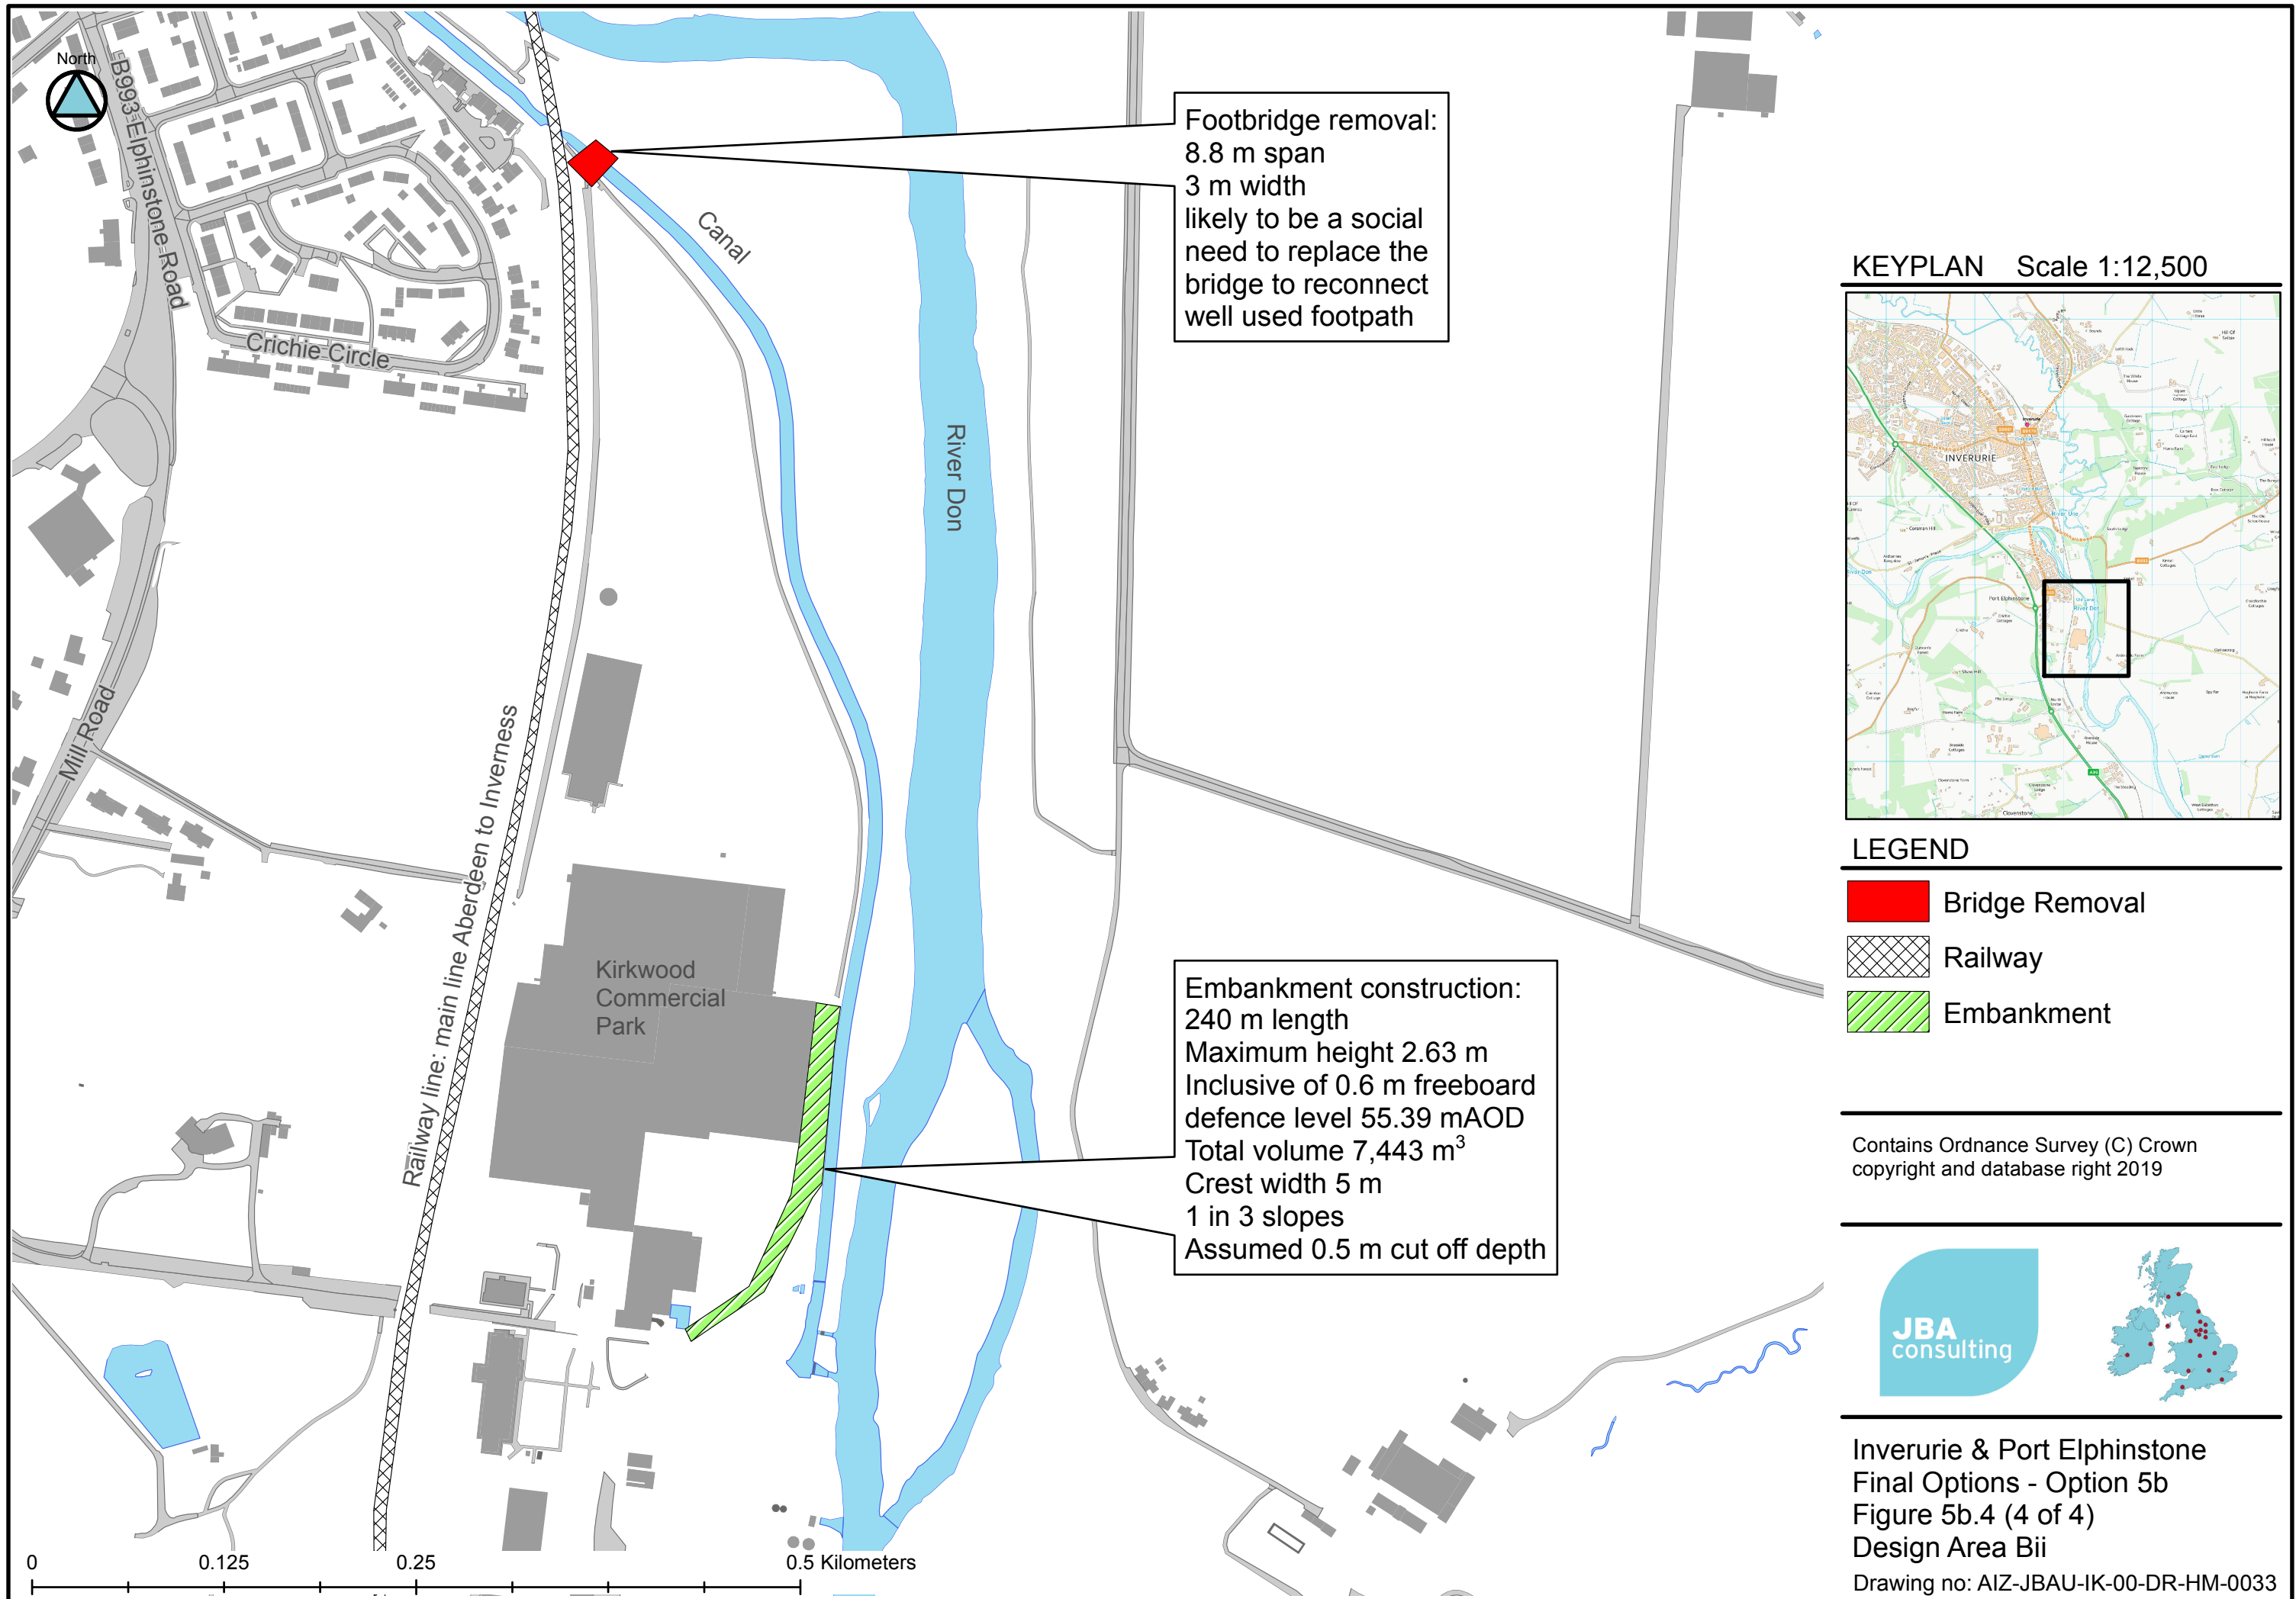 North
B993-Elphinstone-Road
Crichie Circle
Canal
River Don
Mill Road
Railway line: main line Aberdeen to Inverness
Kirkwood
Commercial
Park
Footbridge removal:
8.8 m span
3 m width
likely to be a social
need to replace the
bridge to reconnect
well used footpath
Embankment construction:
240 m length
Maximum height 2.63 m
Inclusive of 0.6 m freeboard
defence level 55.39 mAOD
Total volume 7,443 m³
Crest width 5 m
1 in 3 slopes
Assumed 0.5 m cut off depth
0 0.125 0.25 0.5 Kilometers
KEYPLAN Scale 1:12,500
INVERURIE
Port Elphinstone
River Don
LEGEND
Bridge Removal
Railway
Embankment
Contains Ordnance Survey (C) Crown
copyright and database right 2019
JBA
consulting
Inverurie & Port Elphinstone
Final Options - Option 5b
Figure 5b.4 (4 of 4)
Design Area Bii
Drawing no: AIZ-JBAU-IK-00-DR-HM-0033